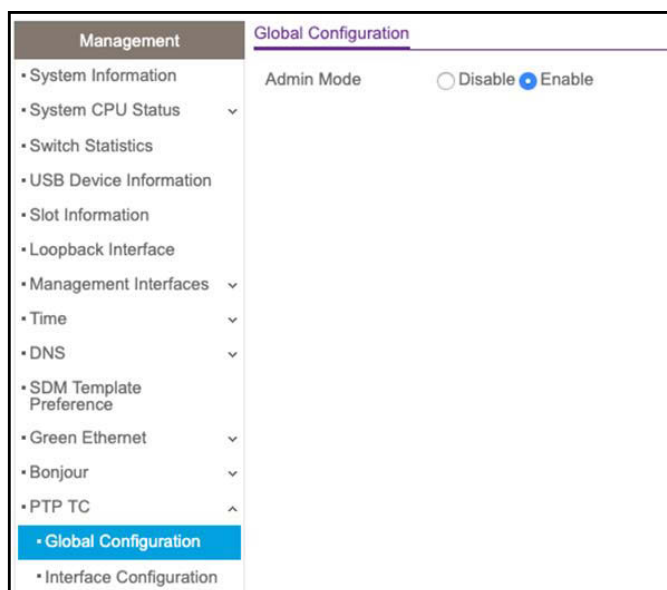 Management
System Information
System CPU Status
Switch Statistics
USB Device Information
Slot Information
Loopback Interface
Management Interfaces
Time
DNS
SDM Template
Preference
Green Ethernet
Bonjour
PTP TC
Global Configuration
Interface Configuration
Global Configuration
Admin Mode Disable Enable